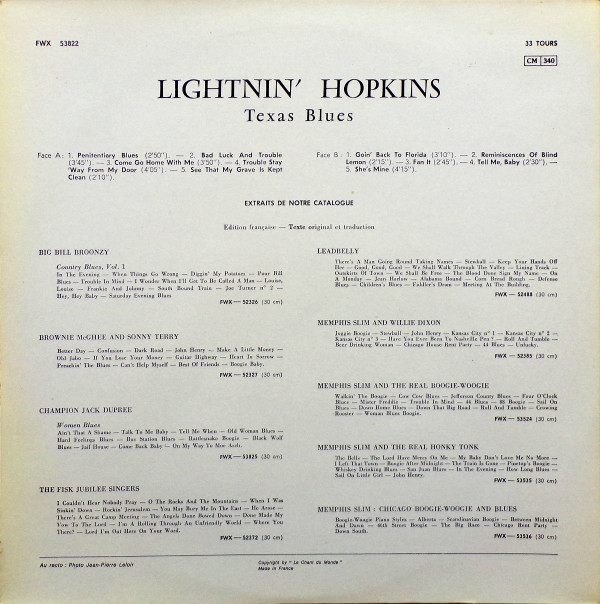 FWX 53822
33 TOURS
CM 340
LIGHTNIN' HOPKINS
Texas Blues
Face A : 1. Penitentiary Blues (2'50"). — 2. Bad Luck And Trouble
(3'45"). — 3. Come Go Home With Me (3'50"). — 4. Trouble Stay
'Way From My Door (4'05"). — 5. See That My Grave Is Kept
Clean (2'10").
Face B : 1. Goin' Back To Florida (3'10"). — 2. Reminiscences Of Blind
Lemon (2'15"). — 3. Fan It (2'45"). — 4. Tell Me, Baby (2'30"). —
5. She's Mine (4'15").
EXTRAITS DE NOTRE CATALOGUE
Edition française — Texte original et traduction
BIG BILL BROONZY
Country Blues, Vol. 1
In The Evening — When Things Go Wrong — Diggin' My Potatoes — Poor Bill
Blues — Trouble In Mind — I Wonder When I'll Get To Be Called A Man — Louise,
Louise — Frankie And Johnny — South Bound Train — Joe Turner n° 2 —
Hey, Hey Baby — Saturday Evening Blues
FWX — 52326 (30 cm)
BROWNIE McGHEE AND SONNY TERRY
Better Day — Confusion — Dark Road — John Henry — Make A Little Money —
Old Jabo — If You Lose Your Money — Guitar Highway — Heart In Sorrow —
Preachin' The Blues — Can't Help Myself — Best Of Friends — Boogie Baby.
FWX — 52327 (30 cm)
CHAMPION JACK DUPREE
Women Blues
Ain't That A Shame — Talk To Me Baby — Tell Me When — Old Woman Blues —
Hard Feelings Blues — Bus Station Blues — Rattlesnake Boogie — Black Wolf
Blues — Jail House — Come Back Baby — On My Way To Moe
FWX — 53825 (30 cm)
THE FISK JUBILEE SINGERS
I Couldn't Hear Nobody Pray — O The Rocks And The Mountains — When I Was
Sinkin' Down — Rockin' Jerusalem — You May Bury Me In The East — He Arose —
There's A Great Camp Meeting — The Angels Done Bowed Down — Done Made My
Vow To The Lord — I'm A Rolling Through An Unfriendly World — Where You
There? — Lord I'm Out Here On Your Word.
FWX — 52372 (30 cm)
LEADBELLY
There's A Man Going Round Taking Names — Stewball — Keep Your Hands Off
Her — Good, Good, Good — We Shall Walk Through The Valley — Lining Track —
Outskirts Of Town — We Shall Be Free — The Blood Done Sign My Name — On
A Monday — Jean Harlow — Alabama Bound — Corn Bread Rough — Defense
Blues — Children's Blues — Fiddler's Dram — Meeting At The Building.
FWX — 52488 (30 cm)
MEMPHIS SLIM AND WILLIE DIXON
Joggie Boogie — Stewball — John Henry — Kansas City n° 1 — Kansas City n° 2 —
Kansas City n° 3 — Have You Ever Been To Nashville Penn? — Roll And Tumble —
Beer Drinking Woman — Chicago House Rent Party — 44 Blues — Unlucky.
FWX — 52385 (30 cm)
MEMPHIS SLIM AND THE REAL BOOGIE-WOOGIE
Walkin' The Boogie — Cow Cow Blues — Jefferson County Blues — Four O'Clock
Blues — Mister Freddie — Trouble In Mind — 44 Blues — 88 Boogie — Sail On
Blues — Down Home Blues — Down That Big Road — Roll And Tumble — Crowing
Rooster — Woman Blues Boogie.
FWX — 53524 (30 cm)
MEMPHIS SLIM AND THE REAL HONKY TONK
The Bells — The Lord Have Mercy On Me — My Baby Don't Love Me No More —
I Left That Town — Boogie After Midnight — The Train Is Gone — Pinetop's Boogie —
Whiskey Drinking Blues — San Juan Blues — In The Evening — How Long Blues —
Sail On Little Girl — John Henry.
FWX — 53535 (30 cm)
MEMPHIS SLIM : CHICAGO BOOGIE-WOOGIE AND BLUES
Boogie-Woogie Piano Styles — Alberta — Scandinavian Boogie — Between Midnight
And Dawn — 46th Street Boogie — The Big Race — Chicago Rent Party —
Down South.
FWX — 53536 (30 cm)
Au recto : Photo Jean-Pierre Leloir
Copyright by " Le Chant du Monde "
Made in France